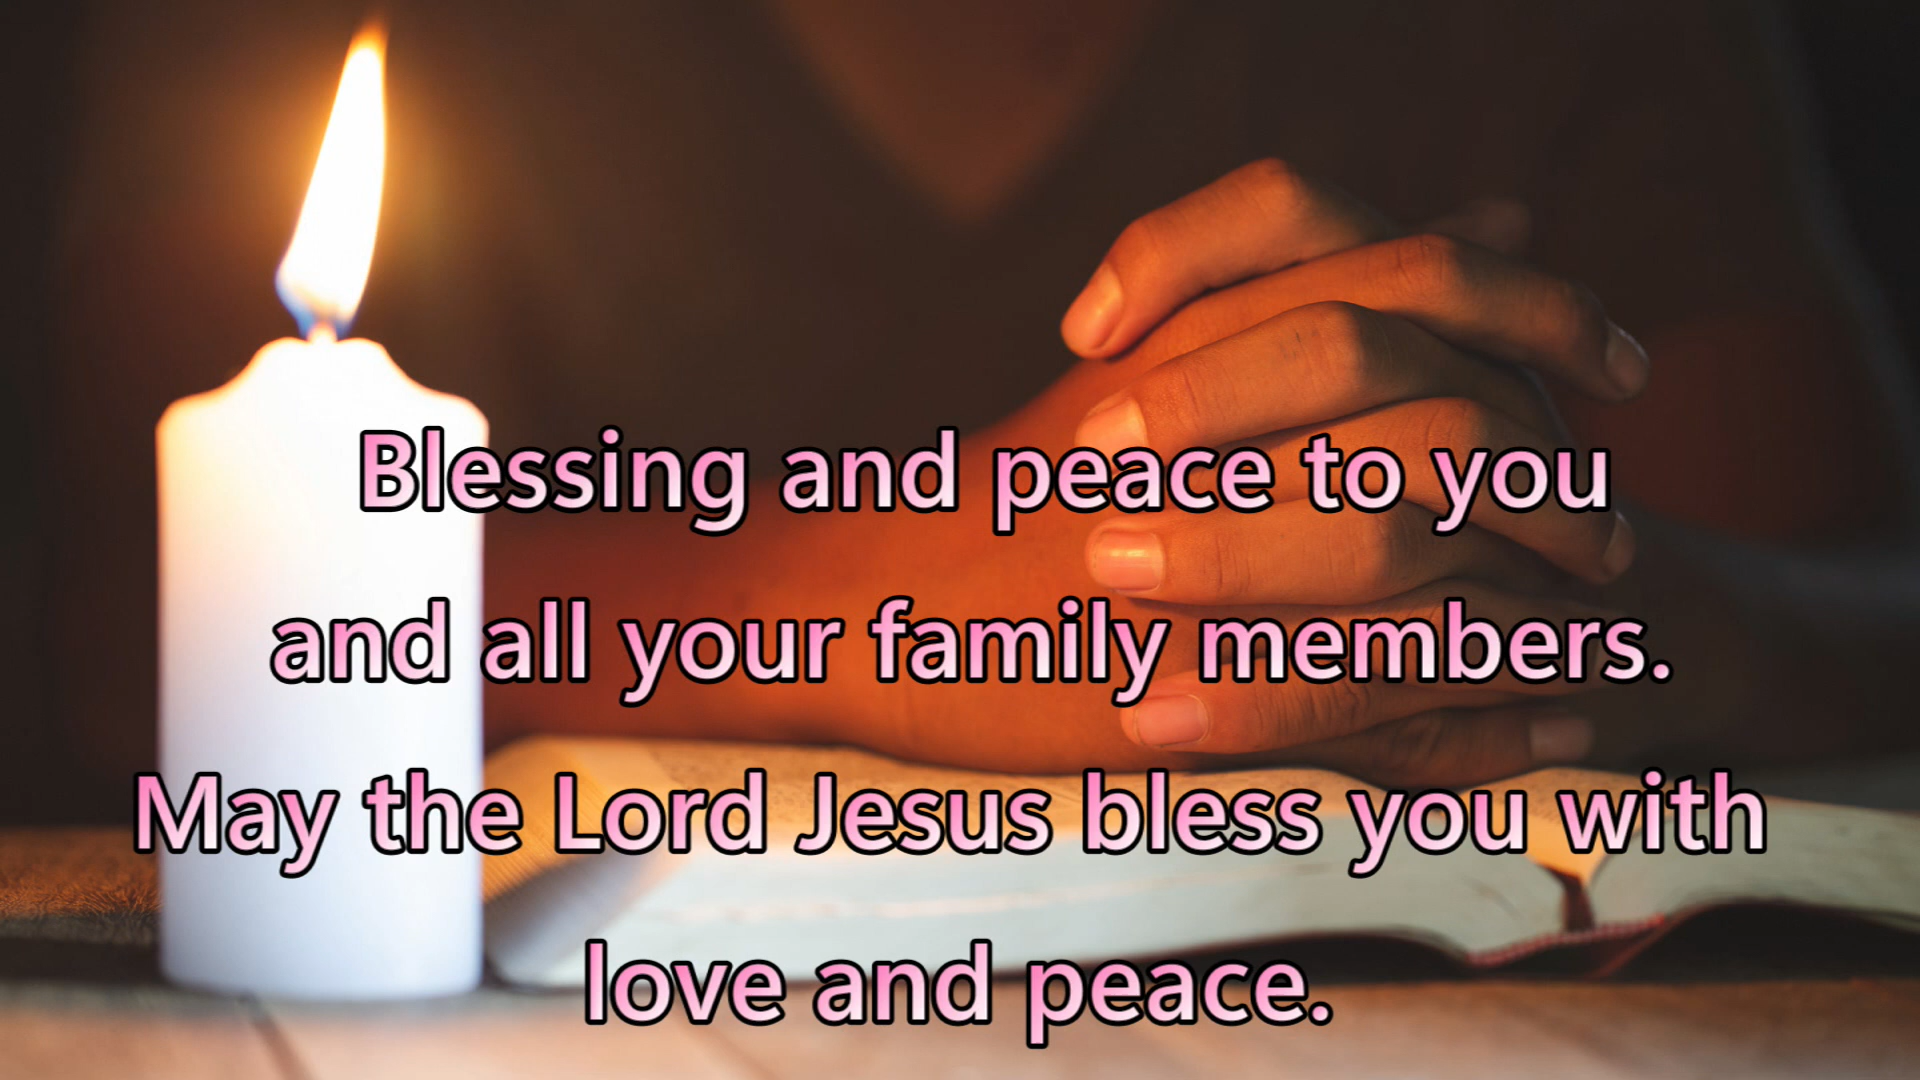 Blessing and peace to you
and all your family members.
May the Lord Jesus bless you with
love and peace.